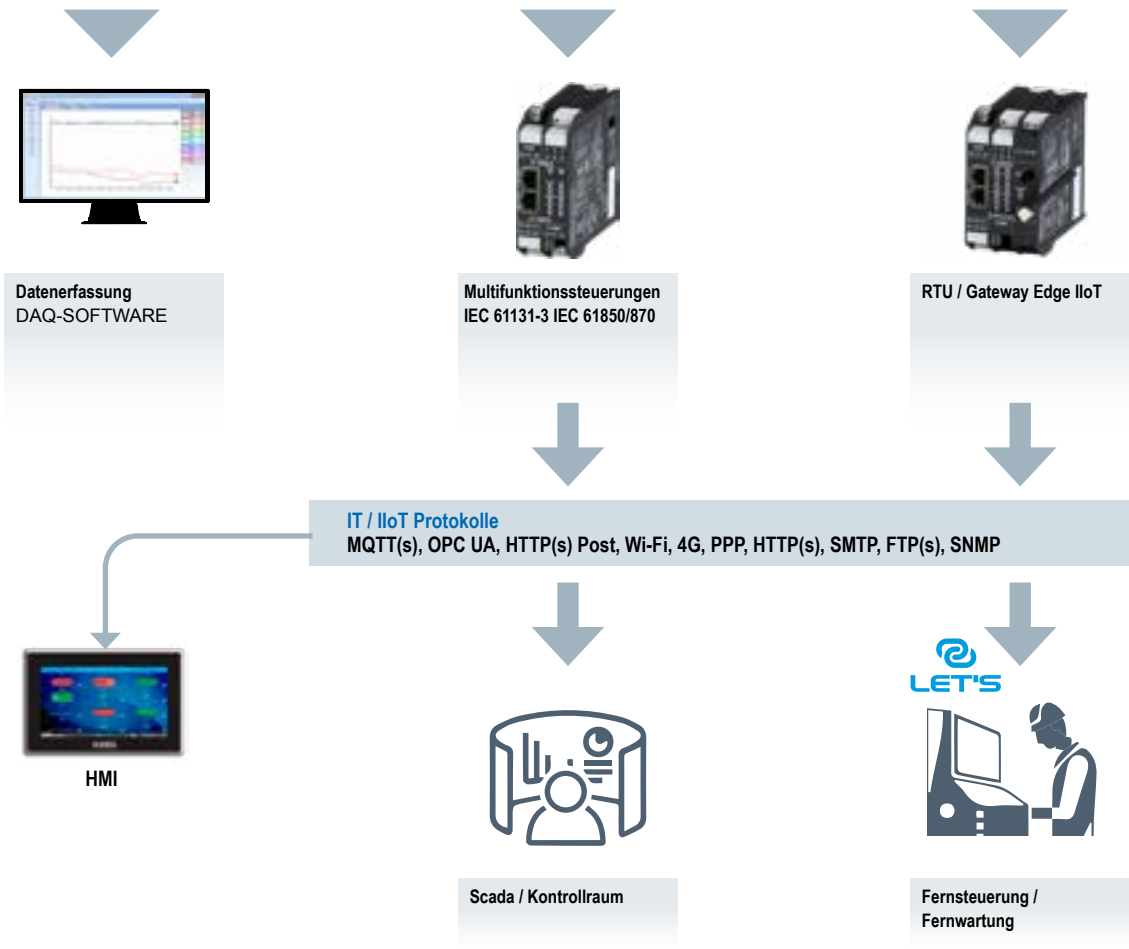 Datenerfassung
DAQ-SOFTWARE
Multifunktionssteuerungen
IEC 61131-3 IEC 61850/870
RTU / Gateway Edge IIoT
IT / IIoT Protokolle
MQTT(s), OPC UA, HTTP(s) Post, Wi-Fi, 4G, PPP, HTTP(s), SMTP, FTP(s), SNMP
HMI
LET'S
Scada / Kontrollraum
Fernsteuerung /
Fernwartung